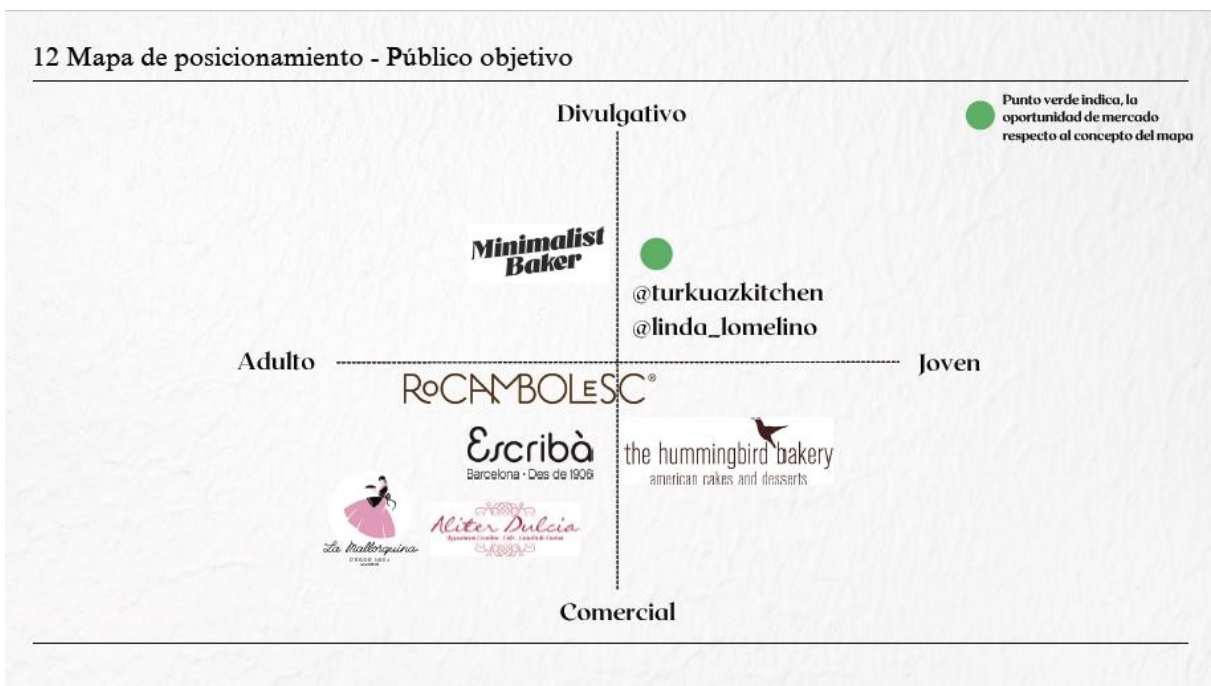 12 Mapa de posicionamiento - Público objetivo
Divulgativo
Punto verde indica, la
oportunidad de mercado
respecto al concepto del mapa
Minimalist
Baker
@turkuazkitchen
@linda_lomelino
Adulto
Joven
RoCAMBOLESC®
Escribà
Barcelona · Des de 1906
the hummingbird bakery
american cakes and desserts
La Mallorquina
Aliter Dulcia
Comercial